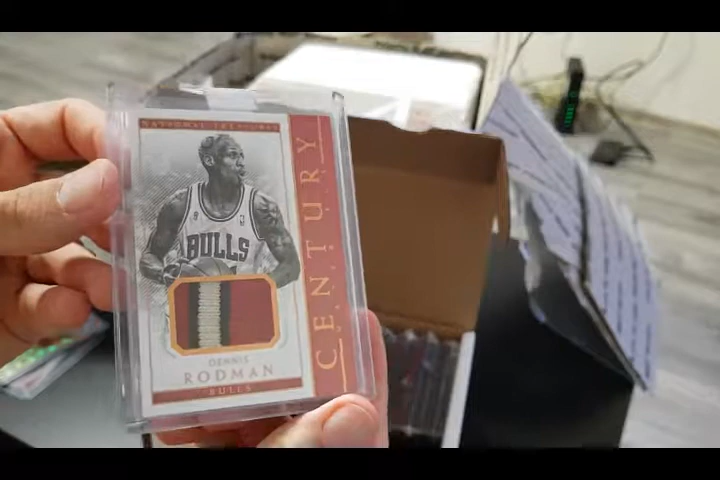 NATIONAL TREASURES
CENTURY
BULLS
DENNIS
RODMAN
BULLS